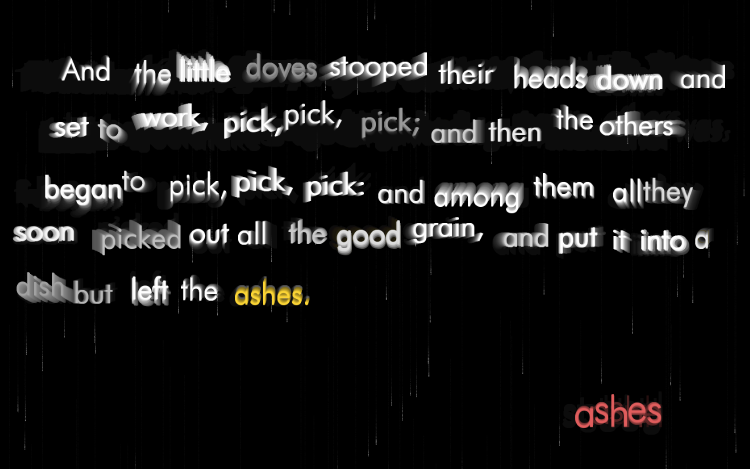 And the little doves stooped their heads down and
set to work, pick, pick, pick; and then the others
began to pick, pick, pick: and among them all they
soon picked out all the good grain, and put it into a
dish but left the ashes.
ashes